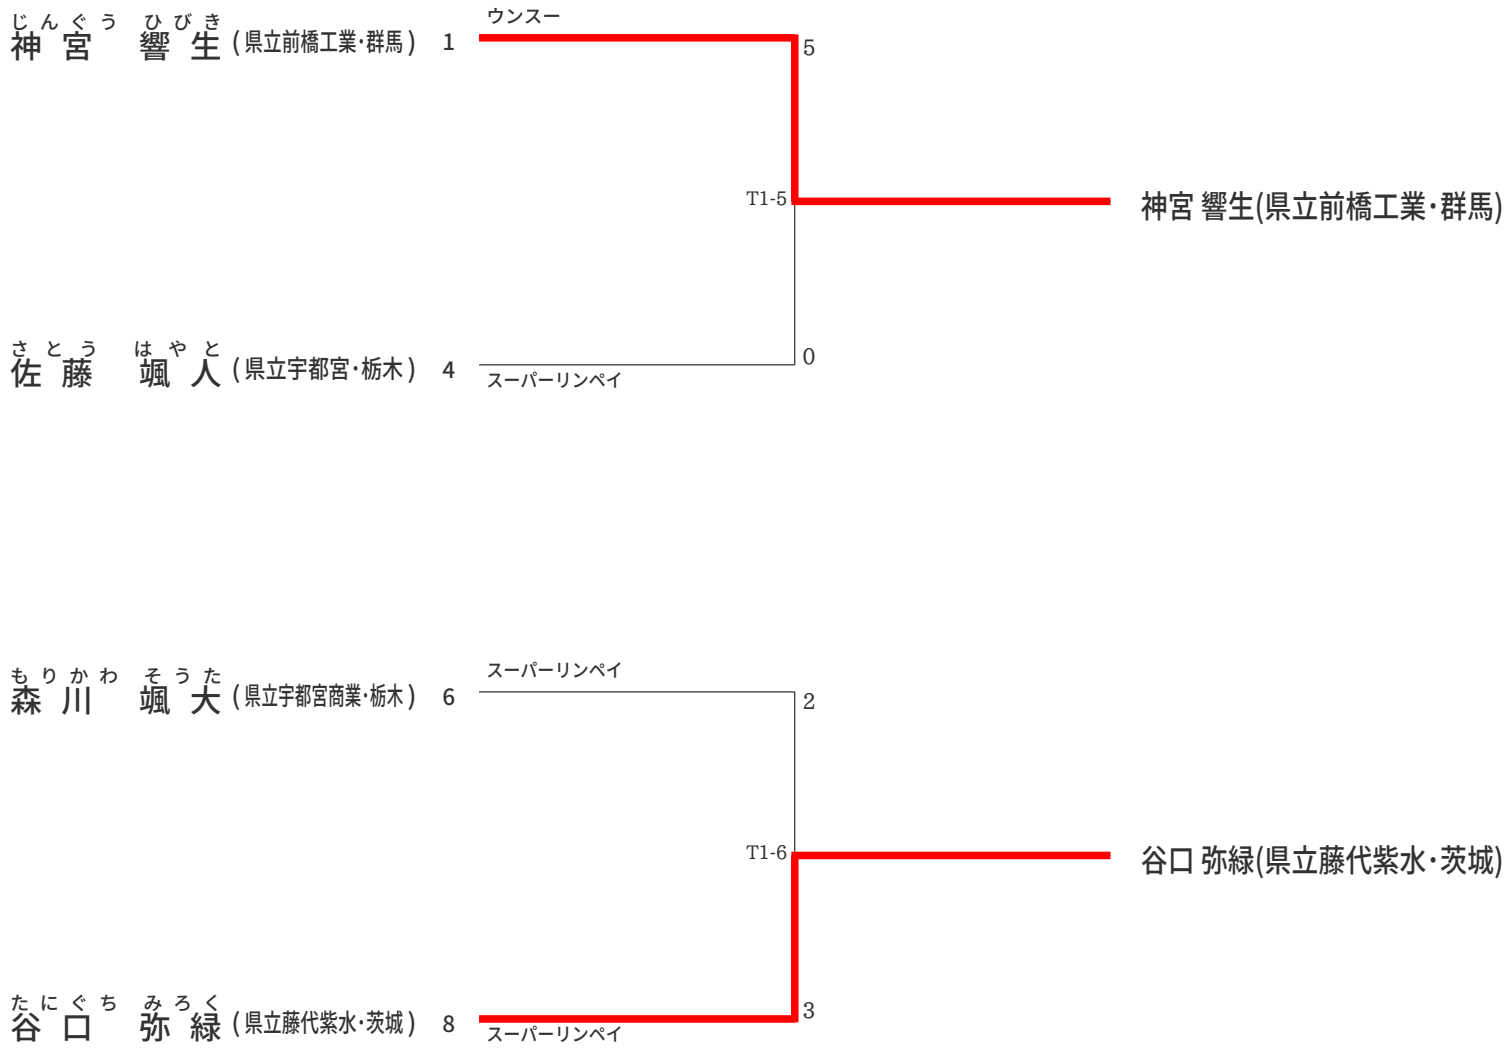 じんぐう ひびき
神宮 響生 (県立前橋工業・群馬) 1
ウンスー
5
T1-5
神宮 響生(県立前橋工業・群馬)
さとう はやと
佐藤 颯人 (県立宇都宮・栃木) 4
スーパーリンペイ
0
もりかわ そうた
森川 颯大 (県立宇都宮商業・栃木) 6
スーパーリンペイ
2
T1-6
谷口 弥緑(県立藤代紫水・茨城)
たにぐち みろく
谷口 弥緑 (県立藤代紫水・茨城) 8
スーパーリンペイ
3